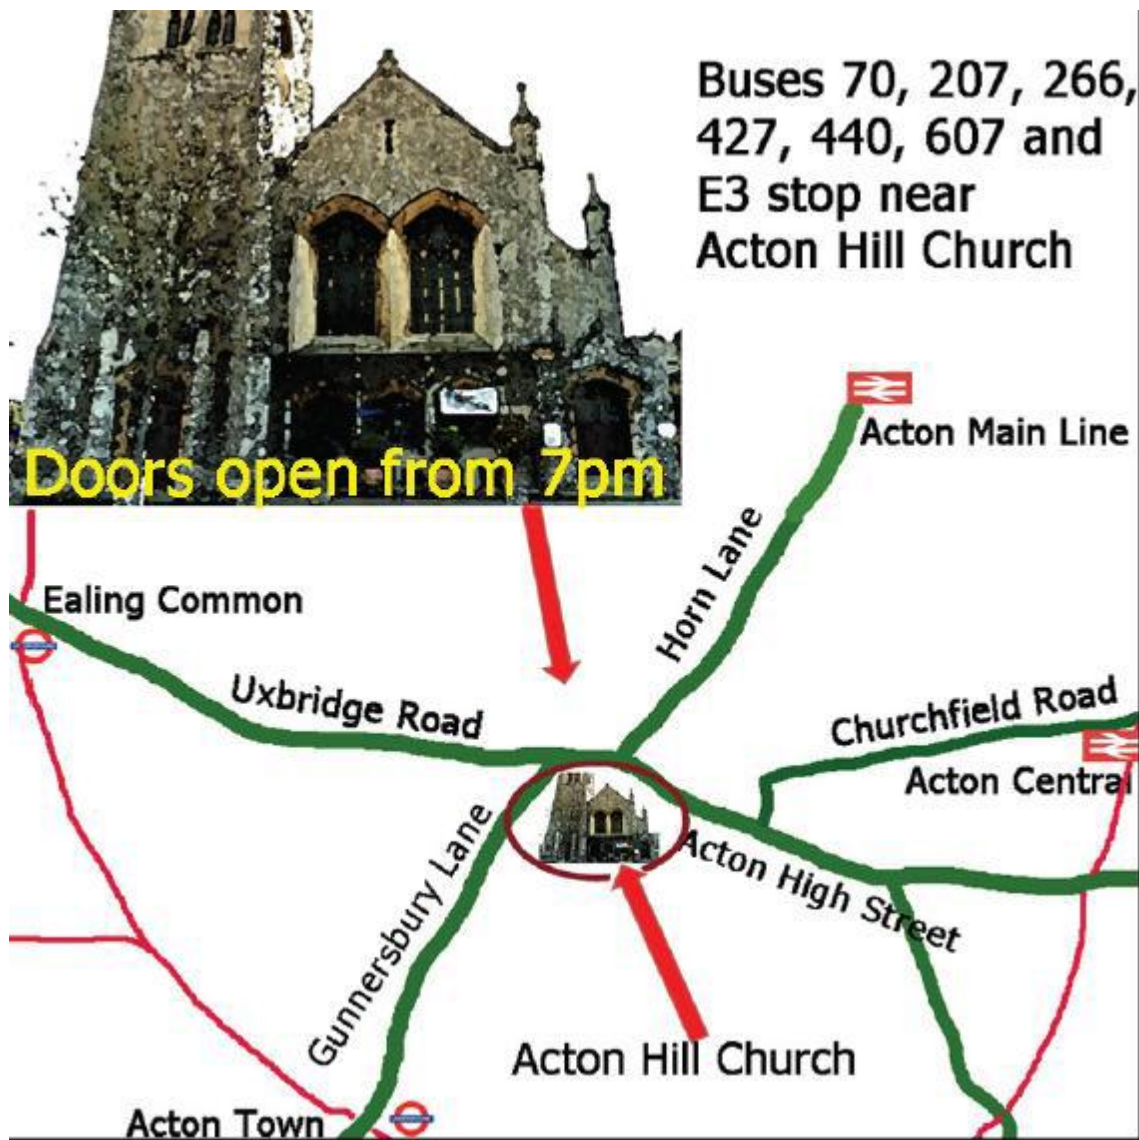 Buses 70, 207, 266,
427, 440, 607 and
E3 stop near
Acton Hill Church
Doors open from 7pm
Acton Main Line
Horn Lane
Ealing Common
Uxbridge Road
Churchfield Road
Acton Central
Gunnersbury Lane
Acton High Street
Acton Hill Church
Acton Town